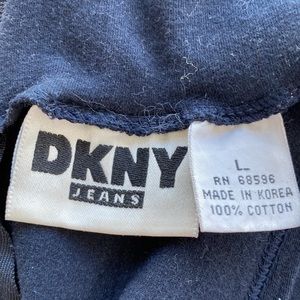 DKNY
JEANS
L
RN 68596
MADE IN KOREA
100% COTTON